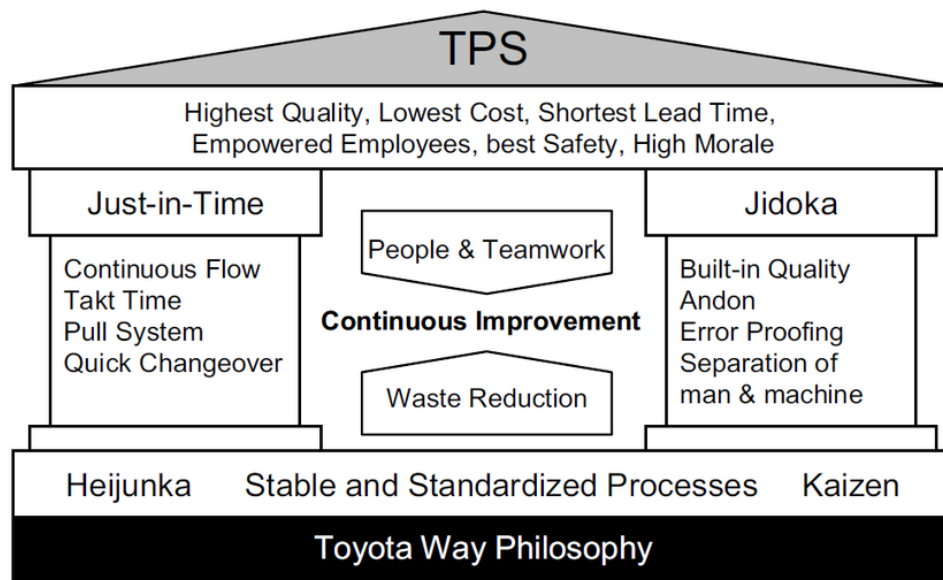 TPS
Highest Quality, Lowest Cost, Shortest Lead Time,
Empowered Employees, best Safety, High Morale
Just-in-Time
Continuous Flow
Takt Time
Pull System
Quick Changeover
People & Teamwork
Continuous Improvement
Waste Reduction
Jidoka
Built-in Quality
Andon
Error Proofing
Separation of
man & machine
Heijunka Stable and Standardized Processes Kaizen
Toyota Way Philosophy